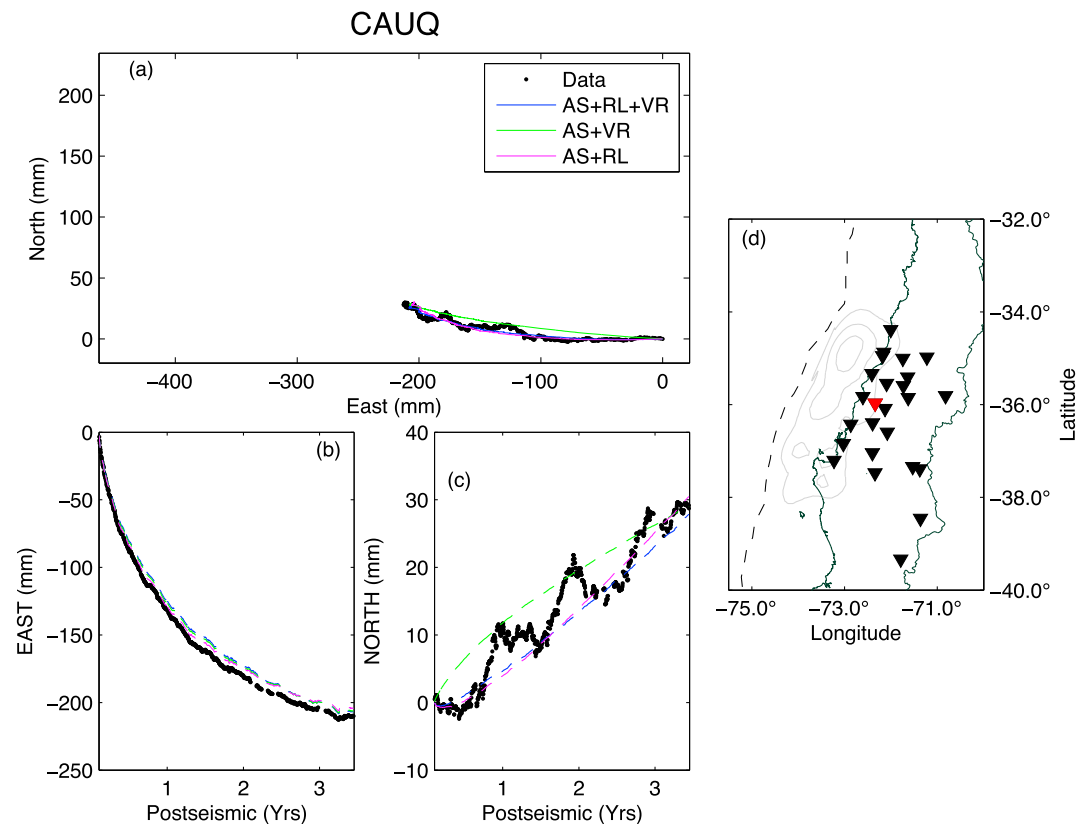 CAUQ
(a)
Data
AS+RL+VR
AS+VR
AS+RL
North (mm)
200
150
100
50
0
−400
−300
−200
−100
0
East (mm)
(b)
EAST (mm)
0
−50
−100
−150
−200
−250
1
2
3
Postseismic (Yrs)
(c)
NORTH (mm)
40
30
20
10
0
−10
1
2
3
Postseismic (Yrs)
(d)
−32.0°
−34.0°
−36.0°
−38.0°
−40.0°
Latitude
−75.0°
−73.0°
−71.0°
Longitude